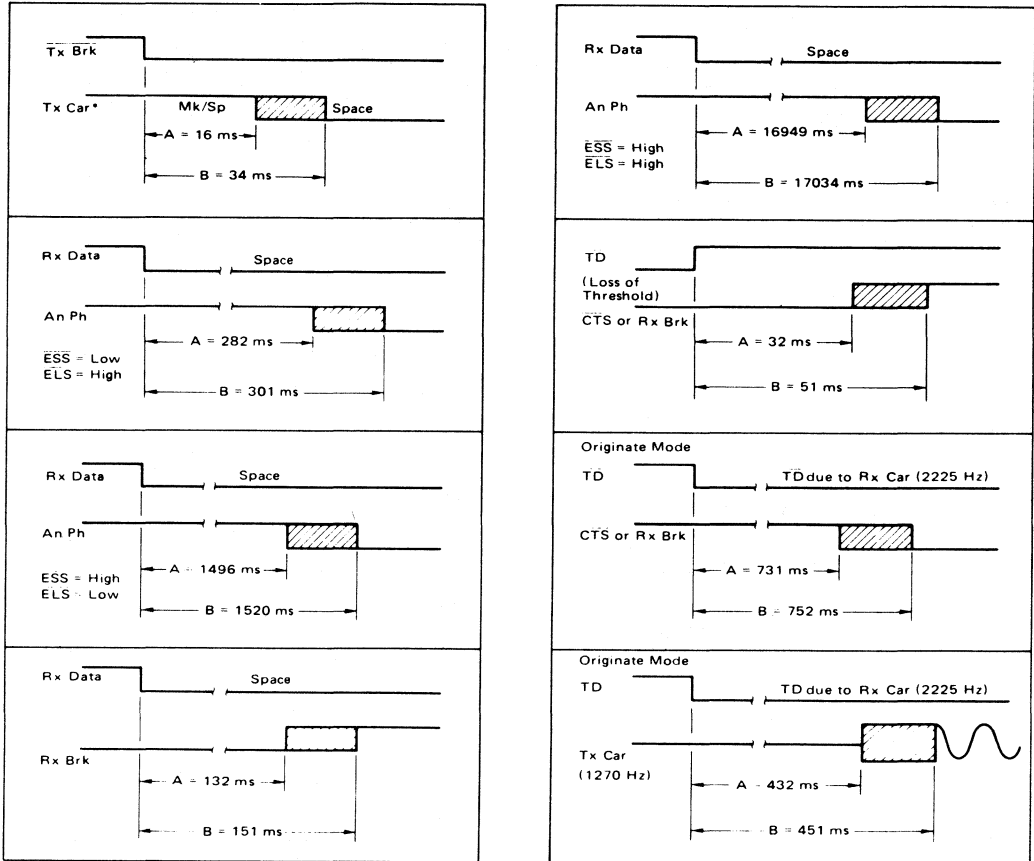 Tx Brk
Tx Car*
Mk/Sp
Space
A = 16 ms
B = 34 ms
Rx Data
Space
An Ph
ESS = Low
ELS = High
A = 282 ms
B = 301 ms
Rx Data
Space
An Ph
ESS = High
ELS = Low
A = 1496 ms
B = 1520 ms
Rx Data
Space
Rx Brk
A = 132 ms
B = 151 ms
Rx Data
Space
An Ph
ESS = High
ELS = High
A = 16949 ms
B = 17034 ms
TD
(Loss of
Threshold)
CTS or Rx Brk
A = 32 ms
B = 51 ms
Originate Mode
TD
TD due to Rx Car (2225 Hz)
CTS or Rx Brk
A = 731 ms
B = 752 ms
Originate Mode
TD
TD due to Rx Car (2225 Hz)
Tx Car
(1270 Hz)
A = 432 ms
B = 451 ms